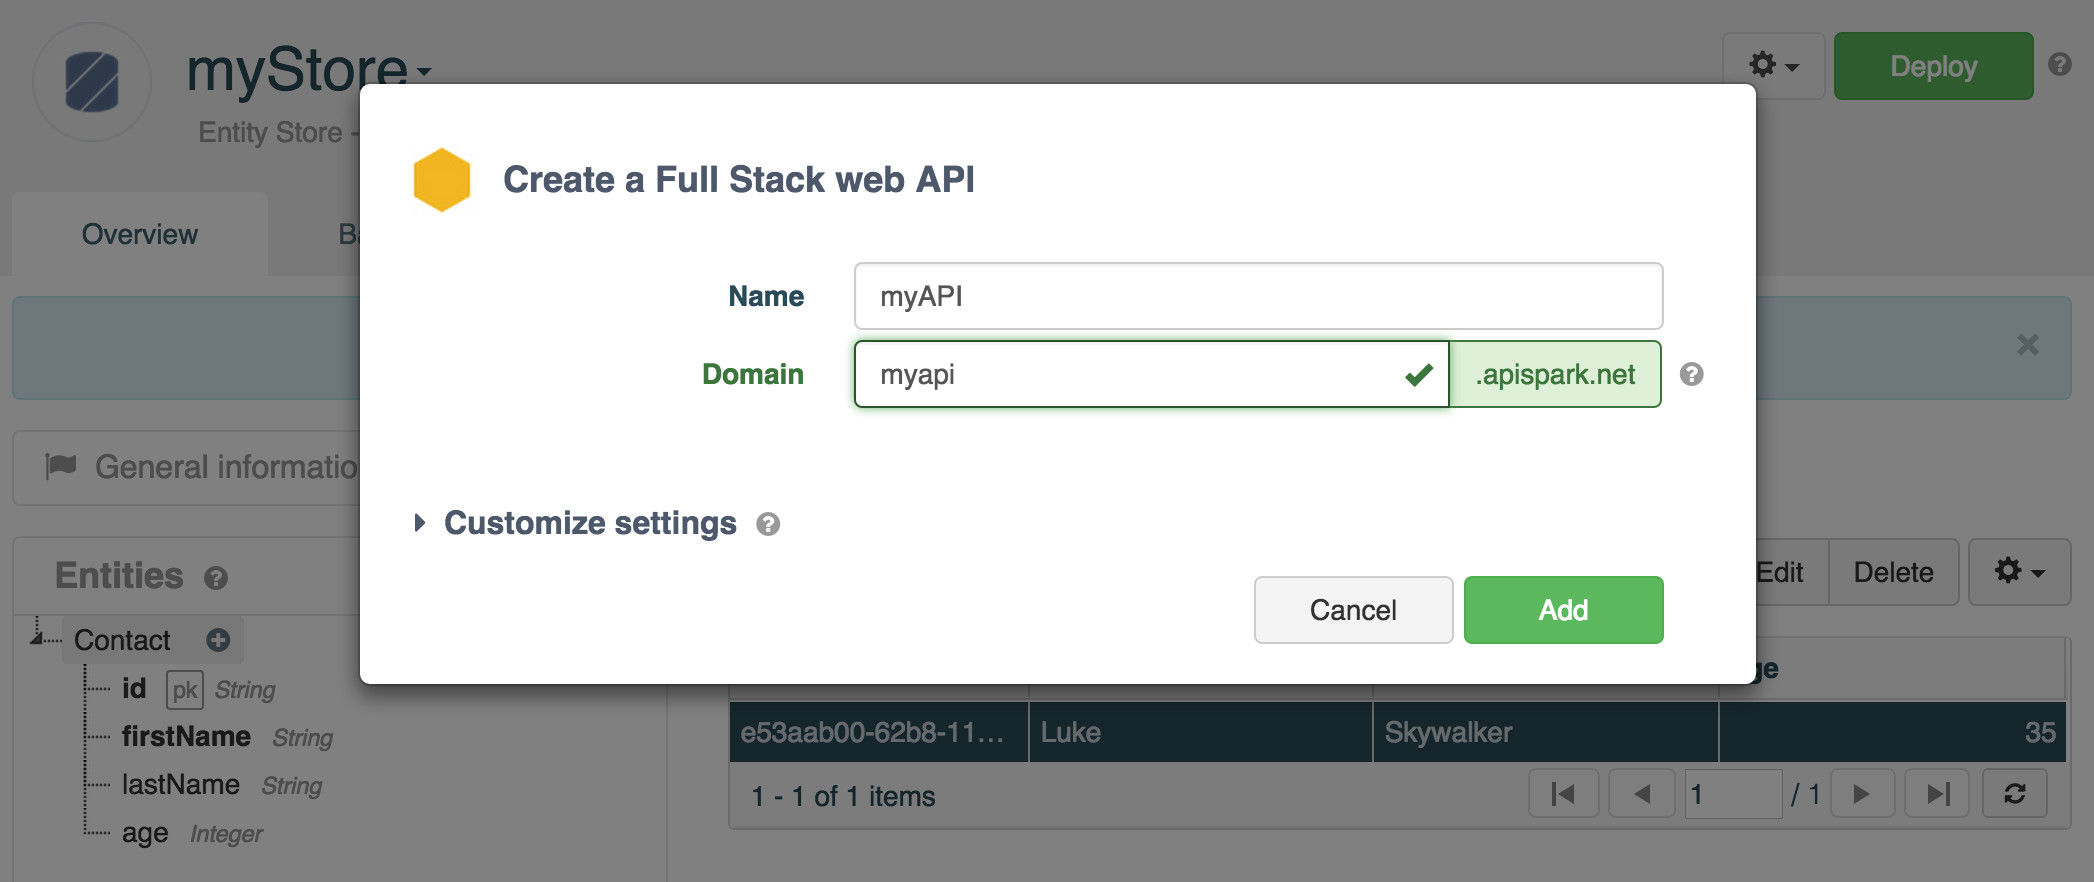 myStore
Deploy
Entity Store -
Create a Full Stack web API
Overview
Name
myAPI
Domain
myapi
.apispark.net
General informatio
Customize settings
Entities
Edit
Delete
Cancel
Add
Contact
id pk String
firstName String
lastName String
age Integer
e53aab00-62b8-11... Luke Skywalker 35
1 - 1 of 1 items
1 / 1